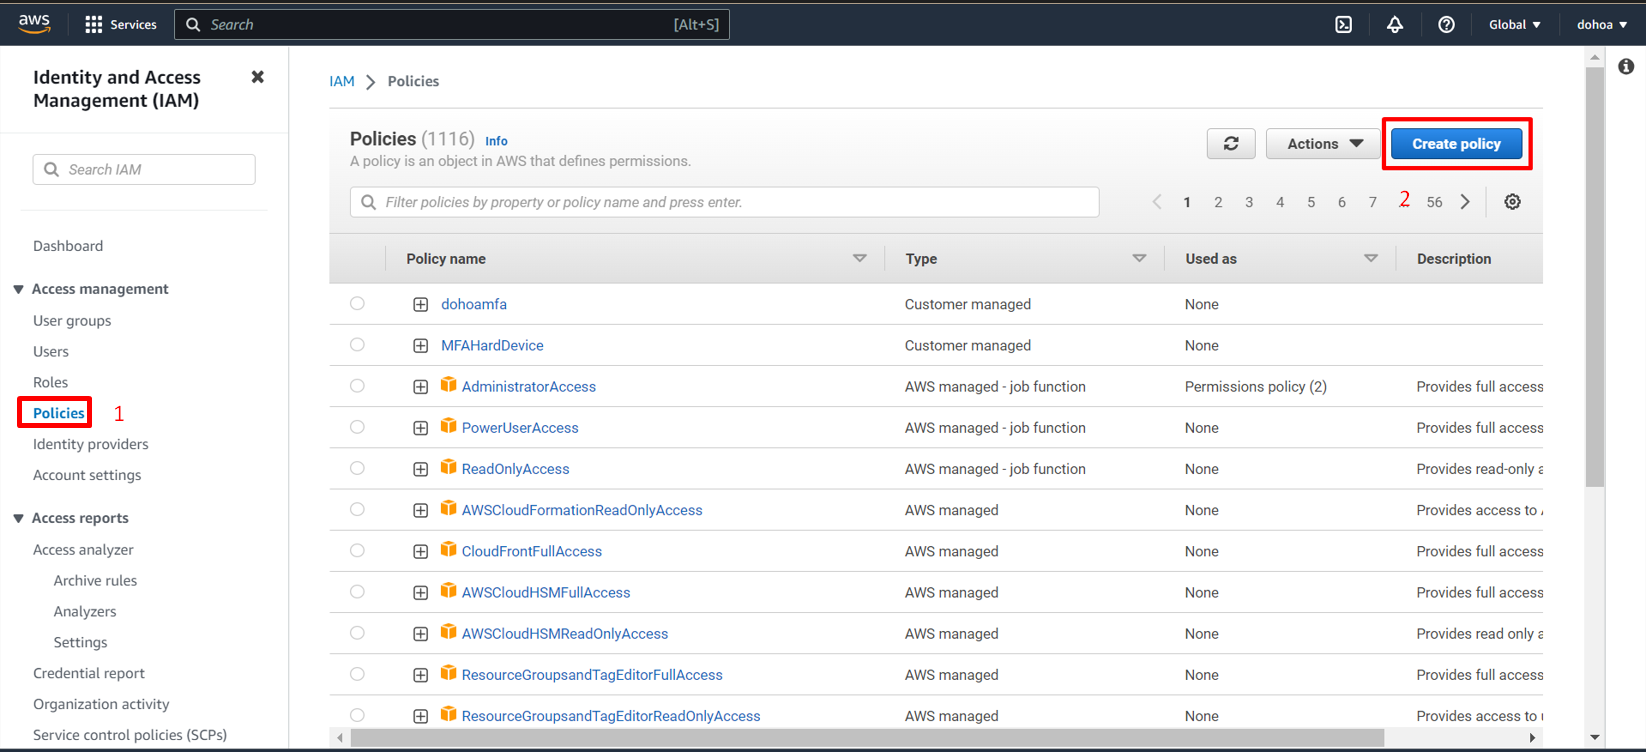 aws
Services
Search [Alt+S]
Global
dohoa
Identity and Access Management (IAM)
Search IAM
Dashboard
Access management
User groups
Users
Roles
Policies 1
Identity providers
Account settings
Access reports
Access analyzer
Archive rules
Analyzers
Settings
Credential report
Organization activity
Service control policies (SCPs)
IAM Policies
Policies (1116) Info
A policy is an object in AWS that defines permissions.
Actions
Create policy
Filter policies by property or policy name and press enter.
1 2 3 4 5 6 7 2 56
Policy name Type Used as Description
dohoamfa Customer managed None
MFAHardDevice Customer managed None
AdministratorAccess AWS managed - job function Permissions policy (2) Provides full access
PowerUserAccess AWS managed - job function None Provides full access
ReadOnlyAccess AWS managed - job function None Provides read-only a
AWSCloudFormationReadOnlyAccess AWS managed None Provides access to
CloudFrontFullAccess AWS managed None Provides full access
AWSCloudHSMFullAccess AWS managed None Provides full access
AWSCloudHSMReadOnlyAccess AWS managed None Provides read only a
ResourceGroupsandTagEditorFullAccess AWS managed None Provides full access
ResourceGroupsandTagEditorReadOnlyAccess AWS managed None Provides access to